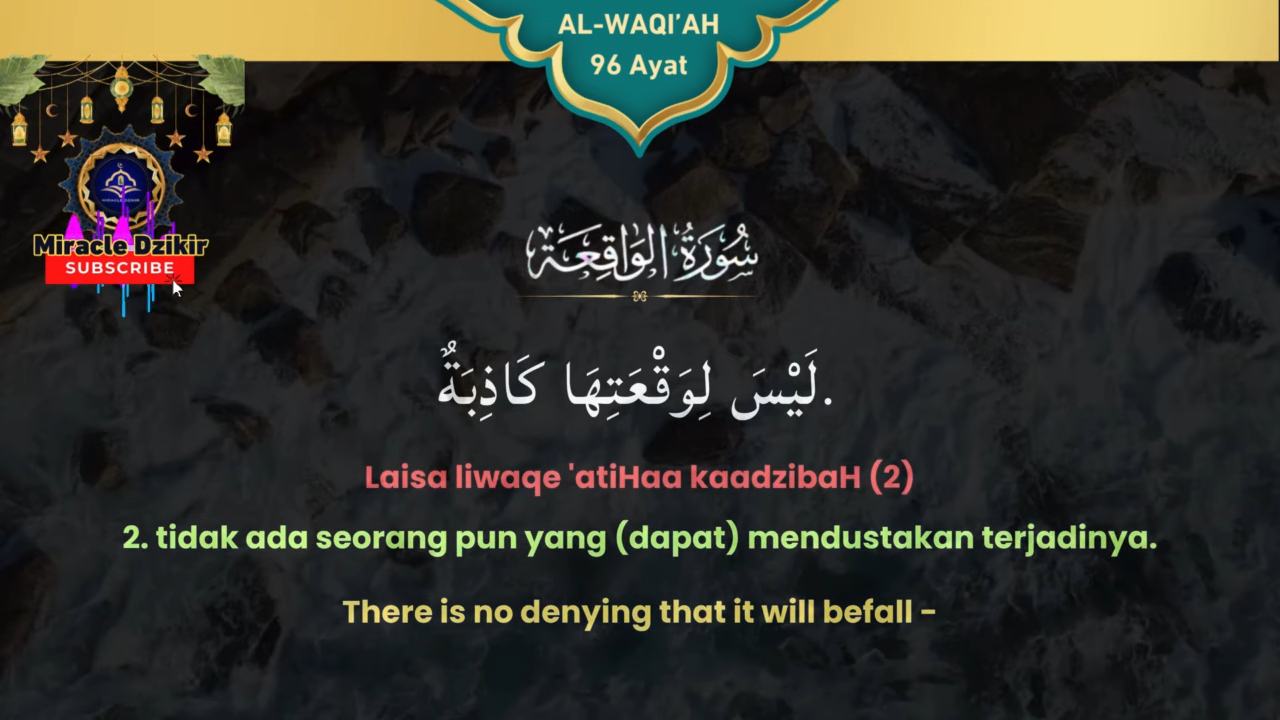 AL-WAQI'AH
96 Ayat
Miracle Dzikir
SUBSCRIBE
سُورَةُ الوَاقِعَة
لَيْسَ لِوَقْعَتِهَا كَاذِبَةٌ.
Laisa liwaqe 'atiHaa kaadzibaH (2)
2. tidak ada seorang pun yang (dapat) mendustakan terjadinya.
There is no denying that it will befall -